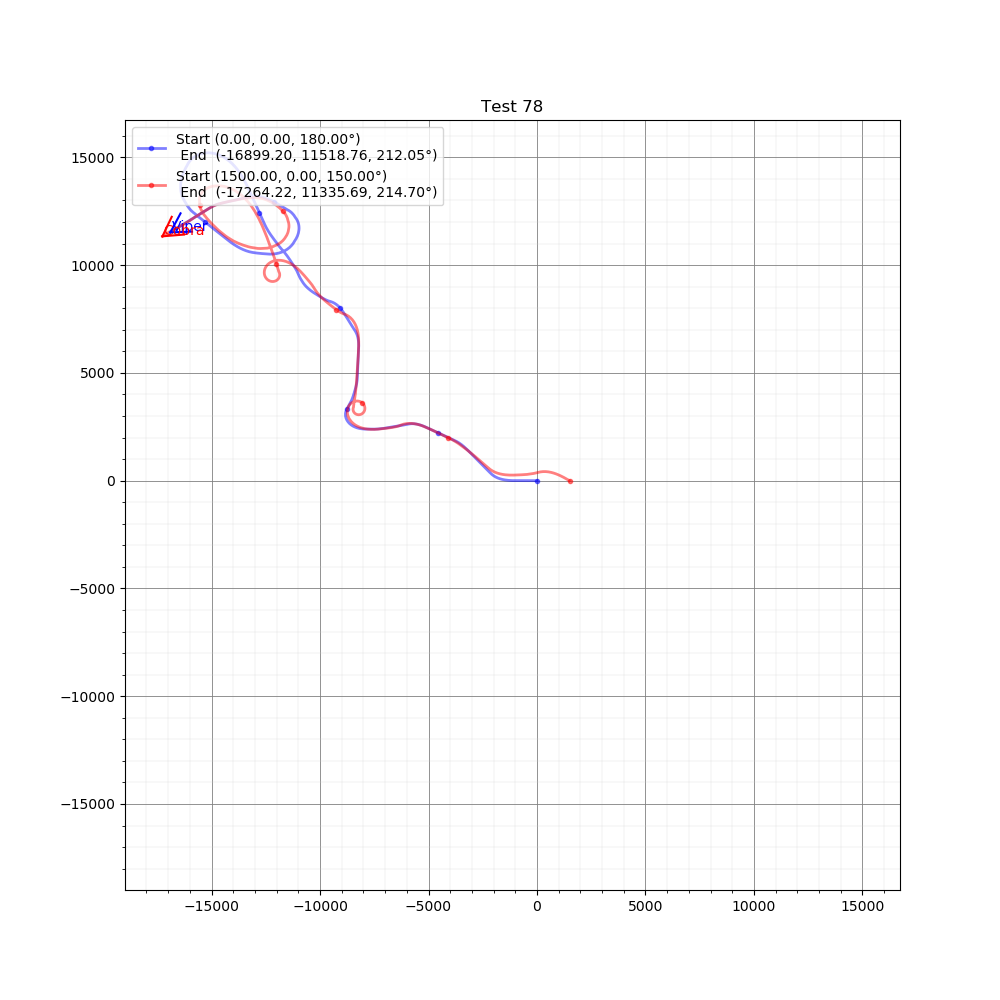 Test 78
Start (0.00, 0.00, 180.00°)
End (-16899.20, 11518.76, 212.05°)
Start (1500.00, 0.00, 150.00°)
End (-17264.22, 11335.69, 214.70°)
Viper
15000
10000
5000
0
−5000
−10000
−15000
−15000 −10000 −5000 0 5000 10000 15000